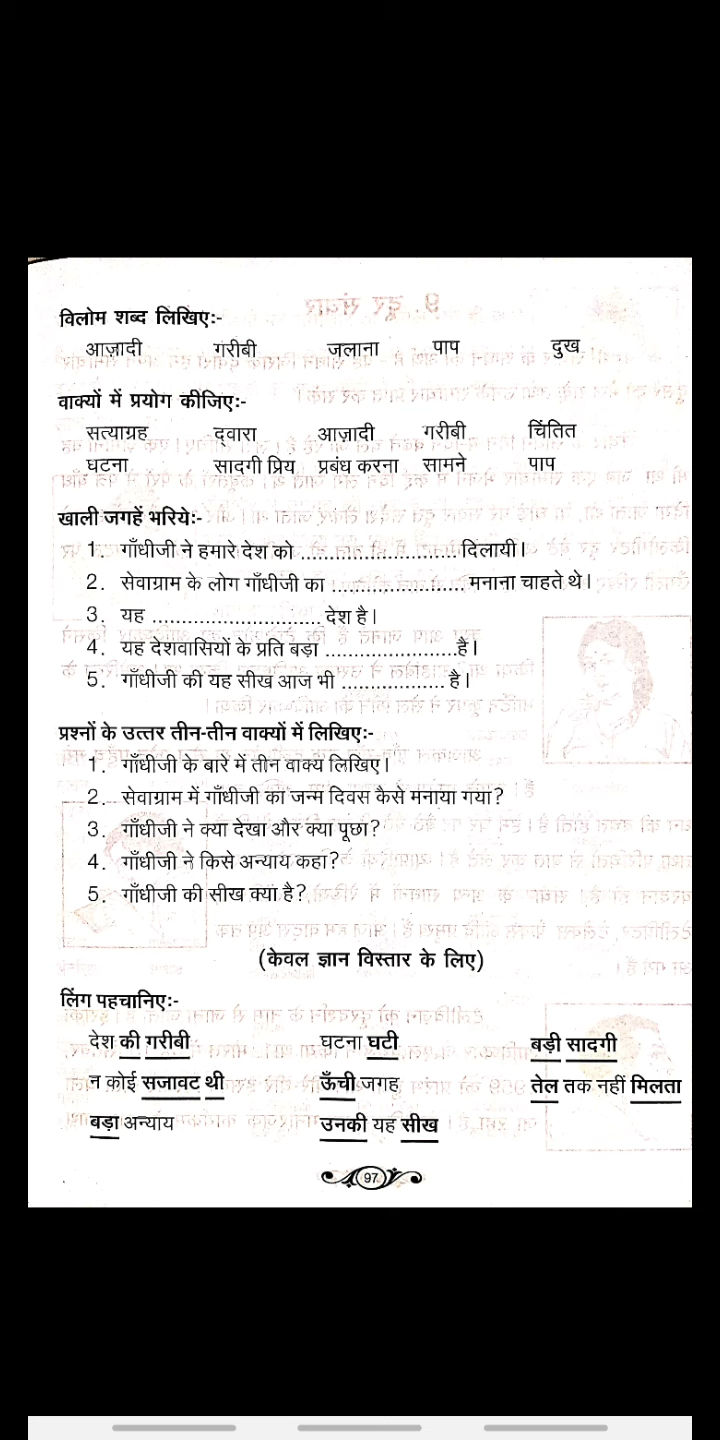 विलोम शब्द लिखिए:-
आज़ादी गरीबी जलाना पाप दुख
वाक्यों में प्रयोग कीजिए:-
सत्याग्रह द्वारा आज़ादी गरीबी चिंतित
घटना सादगी प्रिय प्रबंध करना सामने पाप
खाली जगहें भरिये:-
1. गाँधीजी ने हमारे देश को ........................... दिलायी।
2. सेवाग्राम के लोग गाँधीजी का ....................... मनाना चाहते थे।
3. यह ............................. देश है।
4. यह देशवासियों के प्रति बड़ा .......................है।
5. गाँधीजी की यह सीख आज भी .................. है।
प्रश्नों के उत्तर तीन-तीन वाक्यों में लिखिए:-
1. गाँधीजी के बारे में तीन वाक्य लिखिए।
2. सेवाग्राम में गाँधीजी का जन्म दिवस कैसे मनाया गया?
3. गाँधीजी ने क्या देखा और क्या पूछा?
4. गाँधीजी ने किसे अन्याय कहा?
5. गाँधीजी की सीख क्या है?
(केवल ज्ञान विस्तार के लिए)
लिंग पहचानिए:-
देश की गरीबी घटना घटी बड़ी सादगी
न कोई सजावट थी ऊँची जगह तेल तक नहीं मिलता
बड़ा अन्याय उनकी यह सीख
97